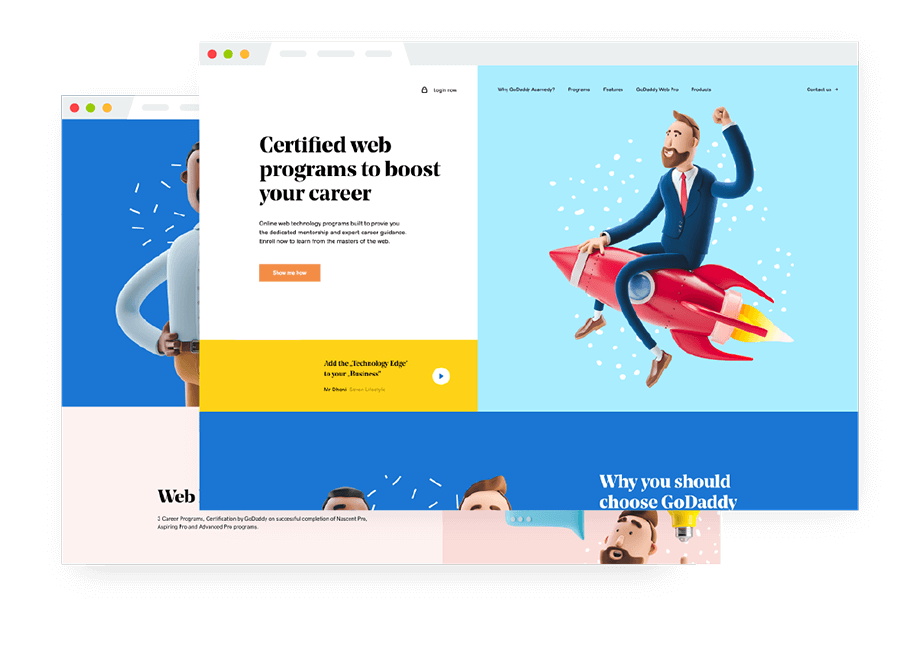 Login now
Why GoDaddy Academy? Programs Features GoDaddy Web Pro Products
Contact us
Certified web
programs to boost
your career
Online web technology programs built to provie you
the dedicated mentorship and expert career guidance.
Enroll now to learn from the masters of the web.
Show me how
Add the „Technology Edge"
to your „Business"
Mr Dhoni
Why you should
choose GoDaddy
Web
3 Career Programs, Certification by GoDaddy on successful completion of Nascent Pro,
Aspiring Pro and Advanced Pro programs.